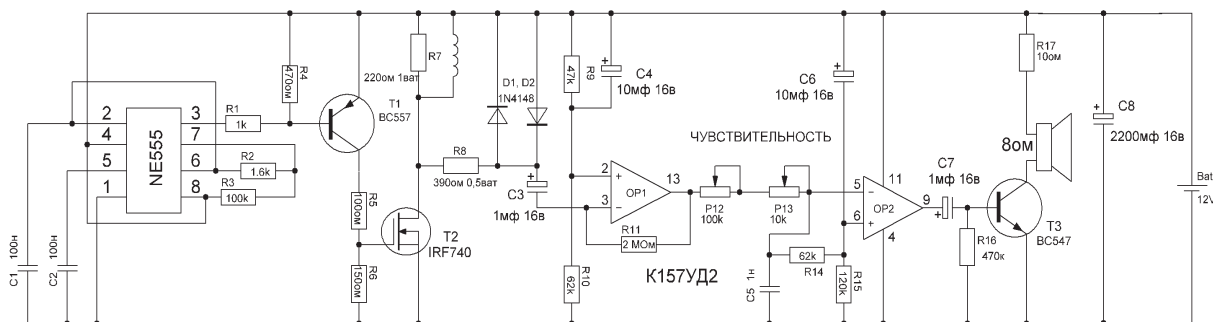 2
4
5
1
NE555
3
7
6
8
R1
1k
R2
1.6k
R3
100k
C1 100н
C2 100н
R4
470ом
T1
BC557
R5
100ом
R6
150ом
R7
220ом 1ват
T2
IRF740
D1, D2
1N4148
R8
390ом 0,5ват
C3
1мф 16в
R9
47k
C4
10мф 16в
R10
62k
2
3
+
−
OP1
13
R11
2 МОм
К157УД2
ЧУВСТВИТЕЛЬНОСТЬ
P12
100k
P13
10k
C5 1н
62k
R14
R15
120k
C6
10мф 16в
5
6
−
+
OP2
11
4
9
C7
1мф 16в
+
R16
470к
T3
BC547
R17
10ом
8ом
+
C8
2200мф 16в
Bat
12V